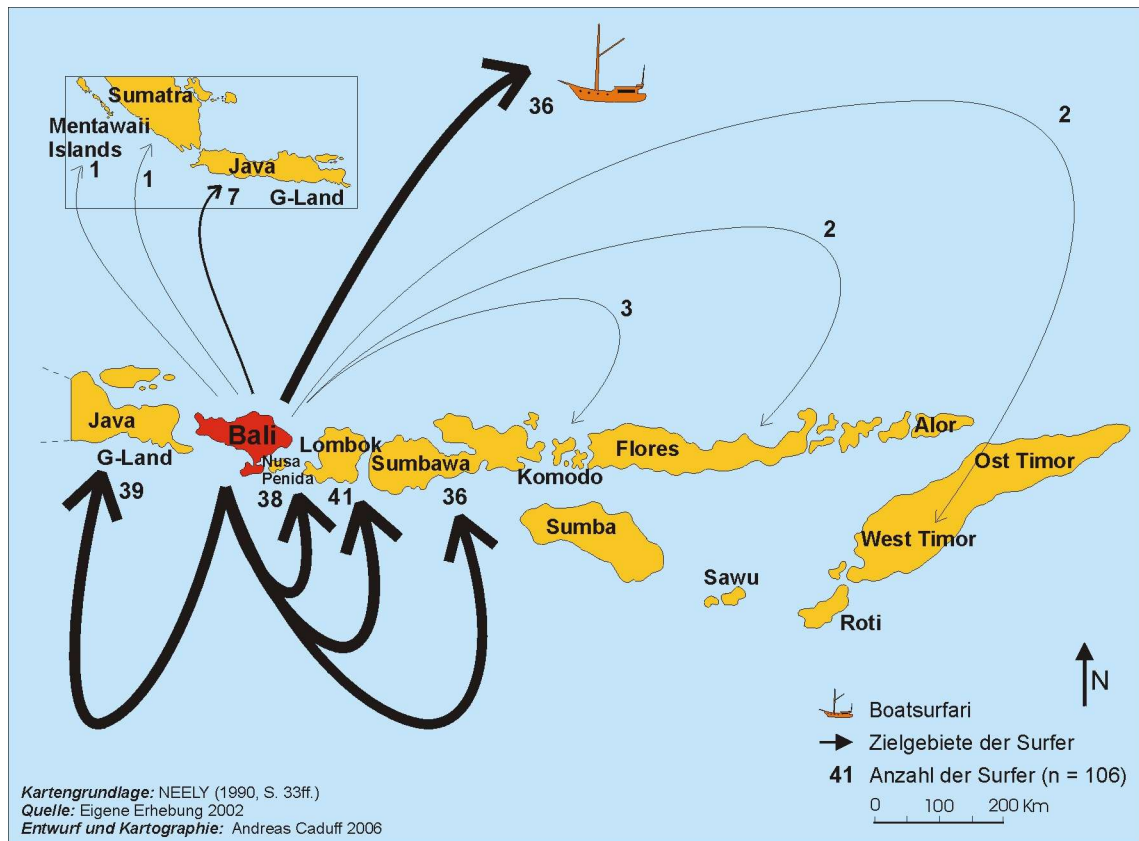 36
2
Sumatra
Mentawaii
Islands
1
1
Java
7
G-Land
2
3
Java
G-Land
39
Bali
Nusa
Penida
38
Lombok
41
Sumbawa
36
Komodo
Flores
Alor
Ost Timor
West Timor
Sumba
Sawu
Roti
N
Boatsurfari
Zielgebiete der Surfer
41 Anzahl der Surfer (n = 106)
0 100 200 Km
Kartengrundlage: NEELY (1990, S. 33ff.)
Quelle: Eigene Erhebung 2002
Entwurf und Kartographie: Andreas Caduff 2006